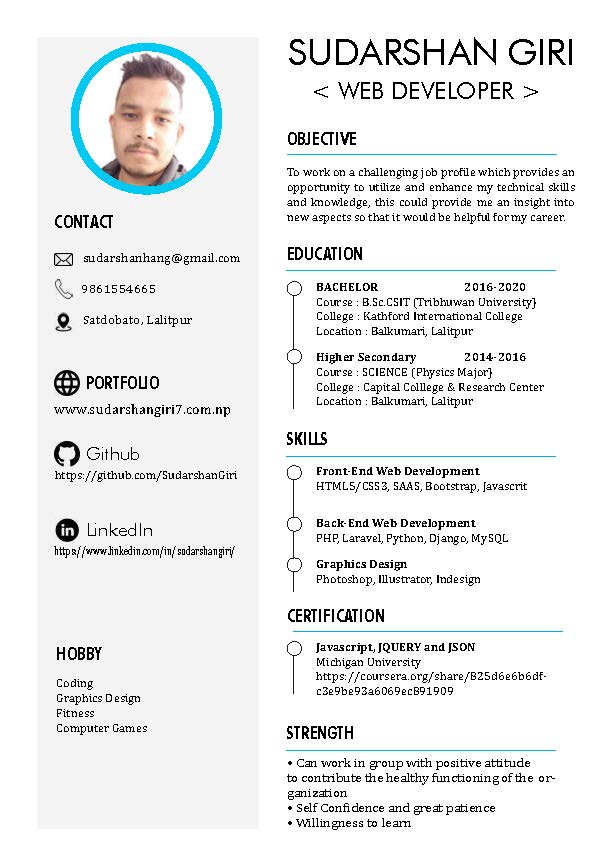 SUDARSHAN GIRI
< WEB DEVELOPER >
CONTACT
sudarshanhang@gmail.com
9861554665
Satdobato, Lalitpur
PORTFOLIO
www.sudarshangiri7.com.np
Github
https://github.com/SudarshanGiri
in LinkedIn
https://www.linkedin.com/in/sudarshangiri/
HOBBY
Coding
Graphics Design
Fitness
Computer Games
OBJECTIVE
To work on a challenging job profile which provides an
opportunity to utilize and enhance my technical skills
and knowledge, this could provide me an insight into
new aspects so that it would be helpful for my career.
EDUCATION
BACHELOR 2016-2020
Course : B.Sc.CSIT (Tribhuwan University}
College : Kathford International College
Location : Balkumari, Lalitpur
Higher Secondary 2014-2016
Course : SCIENCE (Physics Major}
College : Capital Colllege & Research Center
Location : Balkumari, Lalitpur
SKILLS
Front-End Web Development
HTML5/CSS3, SAAS, Bootstrap, Javascrit
Back-End Web Development
PHP, Laravel, Python, Django, MySQL
Graphics Design
Photoshop, Illustrator, Indesign
CERTIFICATION
Javascript, JQUERY and JSON
Michigan University
https://coursera.org/share/825d6e6b6df-
c3e9be93a6069ec891909
STRENGTH
• Can work in group with positive attitude
to contribute the healthy functioning of the or-
ganization
• Self Confidence and great patience
• Willingness to learn